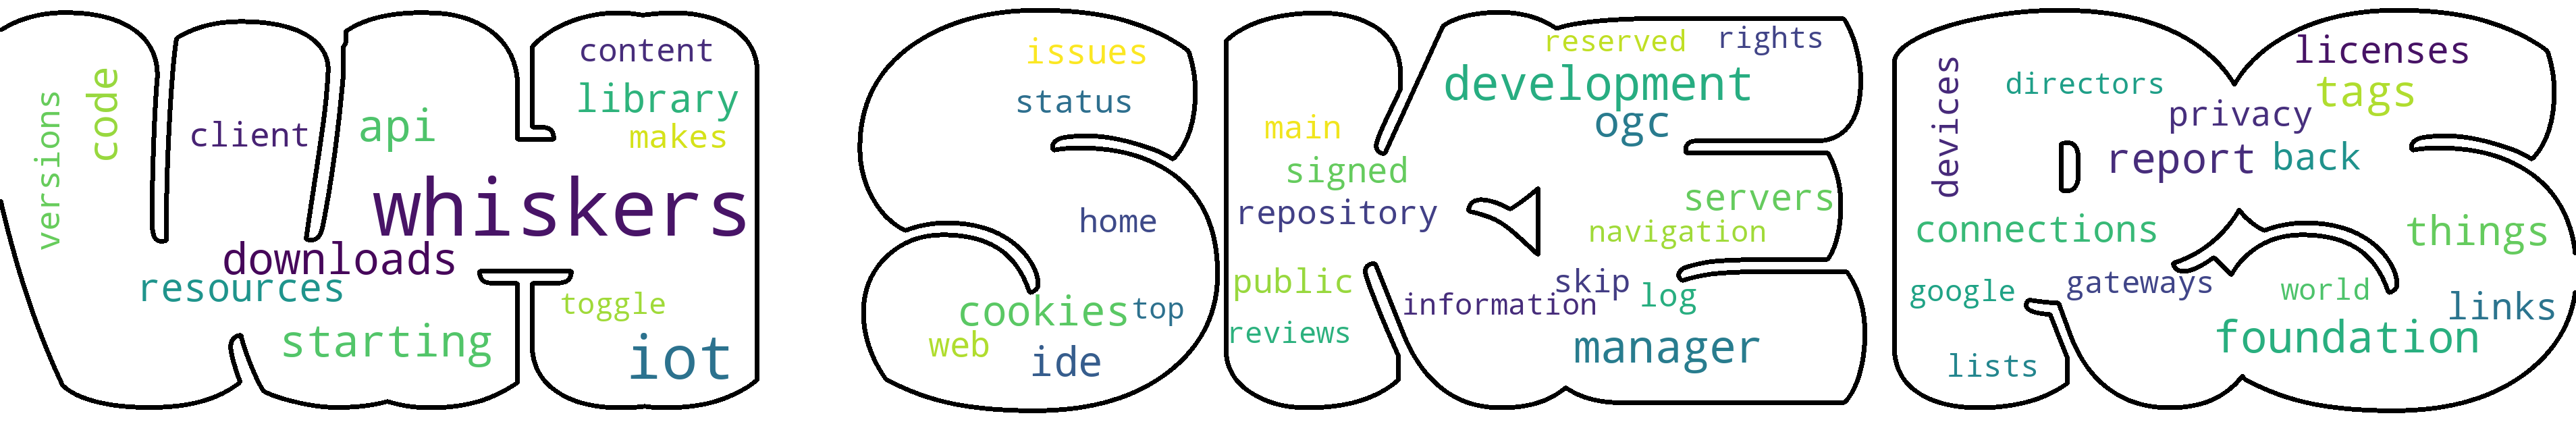 WHISKERS
versions
code
client
api
content
library
makes
whiskers
downloads
resources
starting
toggle
iot
issues
status
home
cookies
top
web
ide
main
signed
repository
public
reviews
reserved
rights
development
ogc
servers
navigation
skip
information
log
manager
devices
directors
licenses
tags
privacy
report
back
connections
things
google
gateways
world
links
foundation
lists